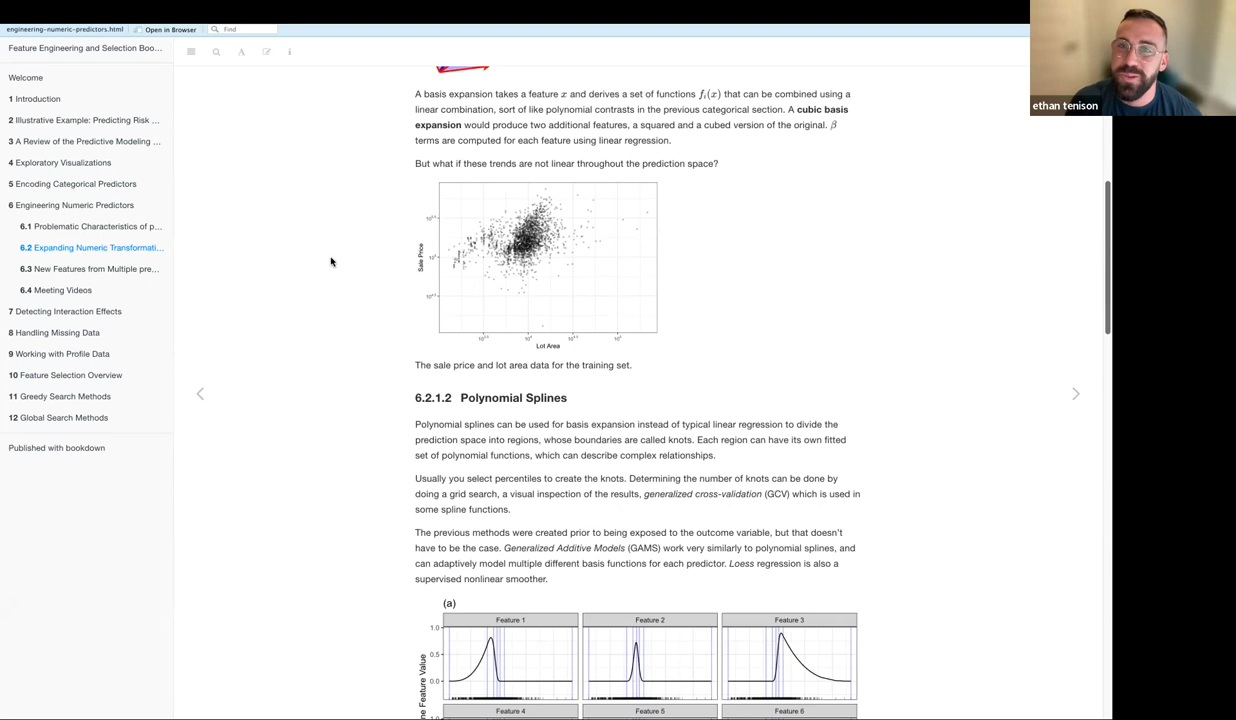 engineering-numeric-predictors.html
Open in Browser
Find
Feature Engineering and Selection Boo...
Welcome
1 Introduction
2 Illustrative Example: Predicting Risk ...
3 A Review of the Predictive Modeling ...
4 Exploratory Visualizations
5 Encoding Categorical Predictors
6 Engineering Numeric Predictors
6.1 Problematic Characteristics of p...
6.2 Expanding Numeric Transformati...
6.3 New Features from Multiple pre...
6.4 Meeting Videos
7 Detecting Interaction Effects
8 Handling Missing Data
9 Working with Profile Data
10 Feature Selection Overview
11 Greedy Search Methods
12 Global Search Methods
Published with bookdown
A basis expansion takes a feature x and derives a set of functions fᵢ(x) that can be combined using a
linear combination, sort of like polynomial contrasts in the previous categorical section. A cubic basis
expansion would produce two additional features, a squared and a cubed version of the original. β
terms are computed for each feature using linear regression.
But what if these trends are not linear throughout the prediction space?
Sale Price
Lot Area
The sale price and lot area data for the training set.
6.2.1.2 Polynomial Splines
Polynomial splines can be used for basis expansion instead of typical linear regression to divide the
prediction space into regions, whose boundaries are called knots. Each region can have its own fitted
set of polynomial functions, which can describe complex relationships.
Usually you select percentiles to create the knots. Determining the number of knots can be done by
doing a grid search, a visual inspection of the results, generalized cross-validation (GCV) which is used in
some spline functions.
The previous methods were created prior to being exposed to the outcome variable, but that doesn't
have to be the case. Generalized Additive Models (GAMS) work very similarly to polynomial splines, and
can adaptively model multiple different basis functions for each predictor. Loess regression is also a
supervised nonlinear smoother.
(a)
Feature 1
Feature 2
Feature 3
1.0
0.5
0.0
Feature Value
Feature 4
Feature 5
Feature 6
ethan tenison